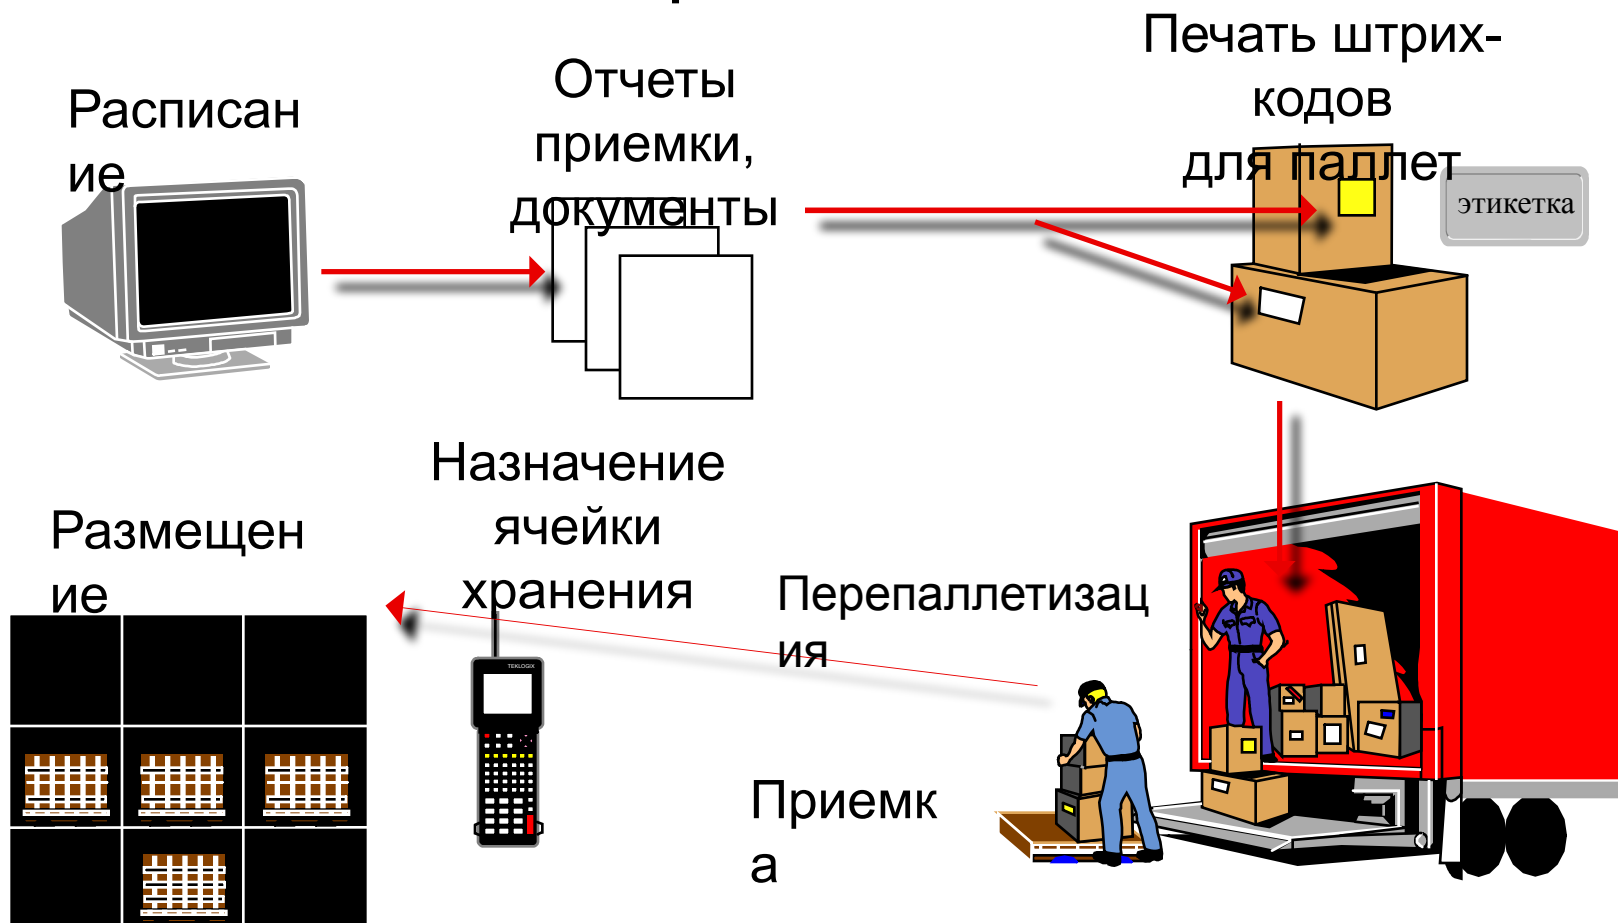 Печать штрих-
кодов
для паллет
Отчеты
приемки,
документы
Расписан
ие
этикетка
Назначение
ячейки
хранения
Размещен
ие
Перепаллетизац
ия
TEKLOGIX
Приемк
а